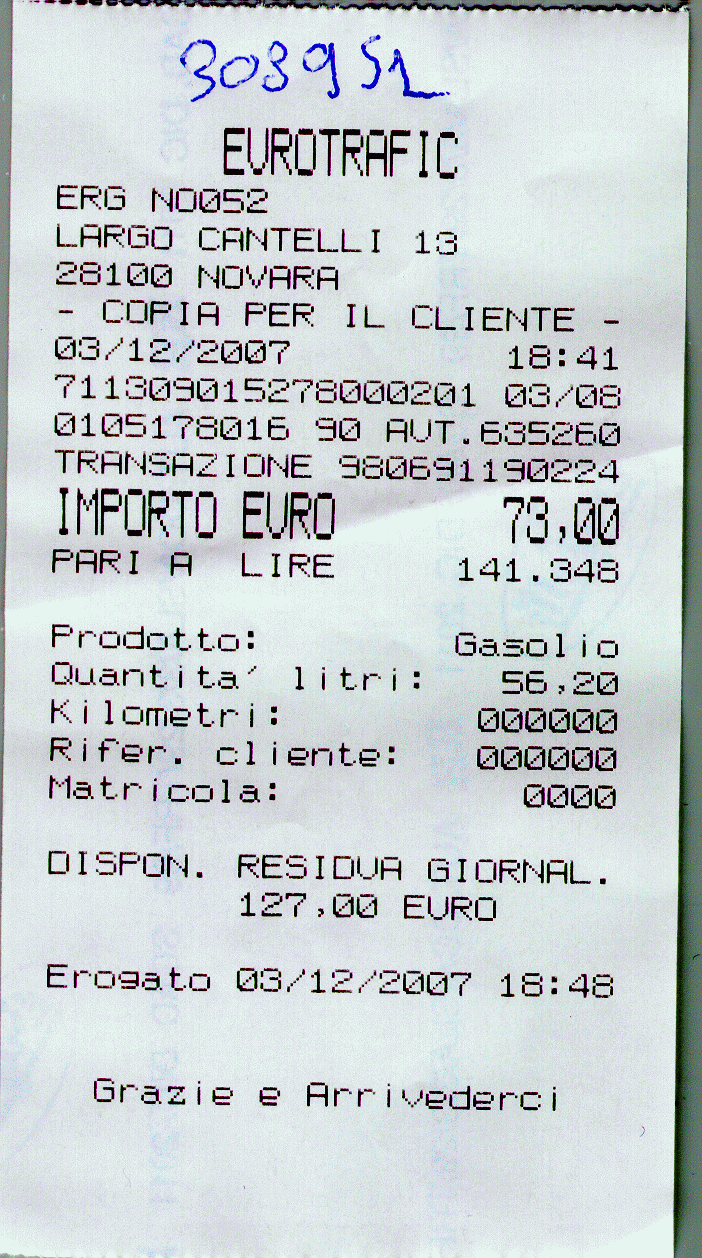 308951
EUROTRAFIC
ERG NO052
LARGO CANTELLI 13
28100 NOVARA
- COPIA PER IL CLIENTE -
03/12/2007 18:41
711309015278000201 03/08
0105178016 90 AUT.635260
TRANSAZIONE 980691190224
IMPORTO EURO 73,00
PARI A LIRE 141.348
Prodotto: Gasolio
Quantita' litri: 56,20
Kilometri: 000000
Rifer. cliente: 000000
Matricola: 0000
DISPON. RESIDUA GIORNAL.
127,00 EURO
Erogato 03/12/2007 18:48
Grazie e Arrivederci